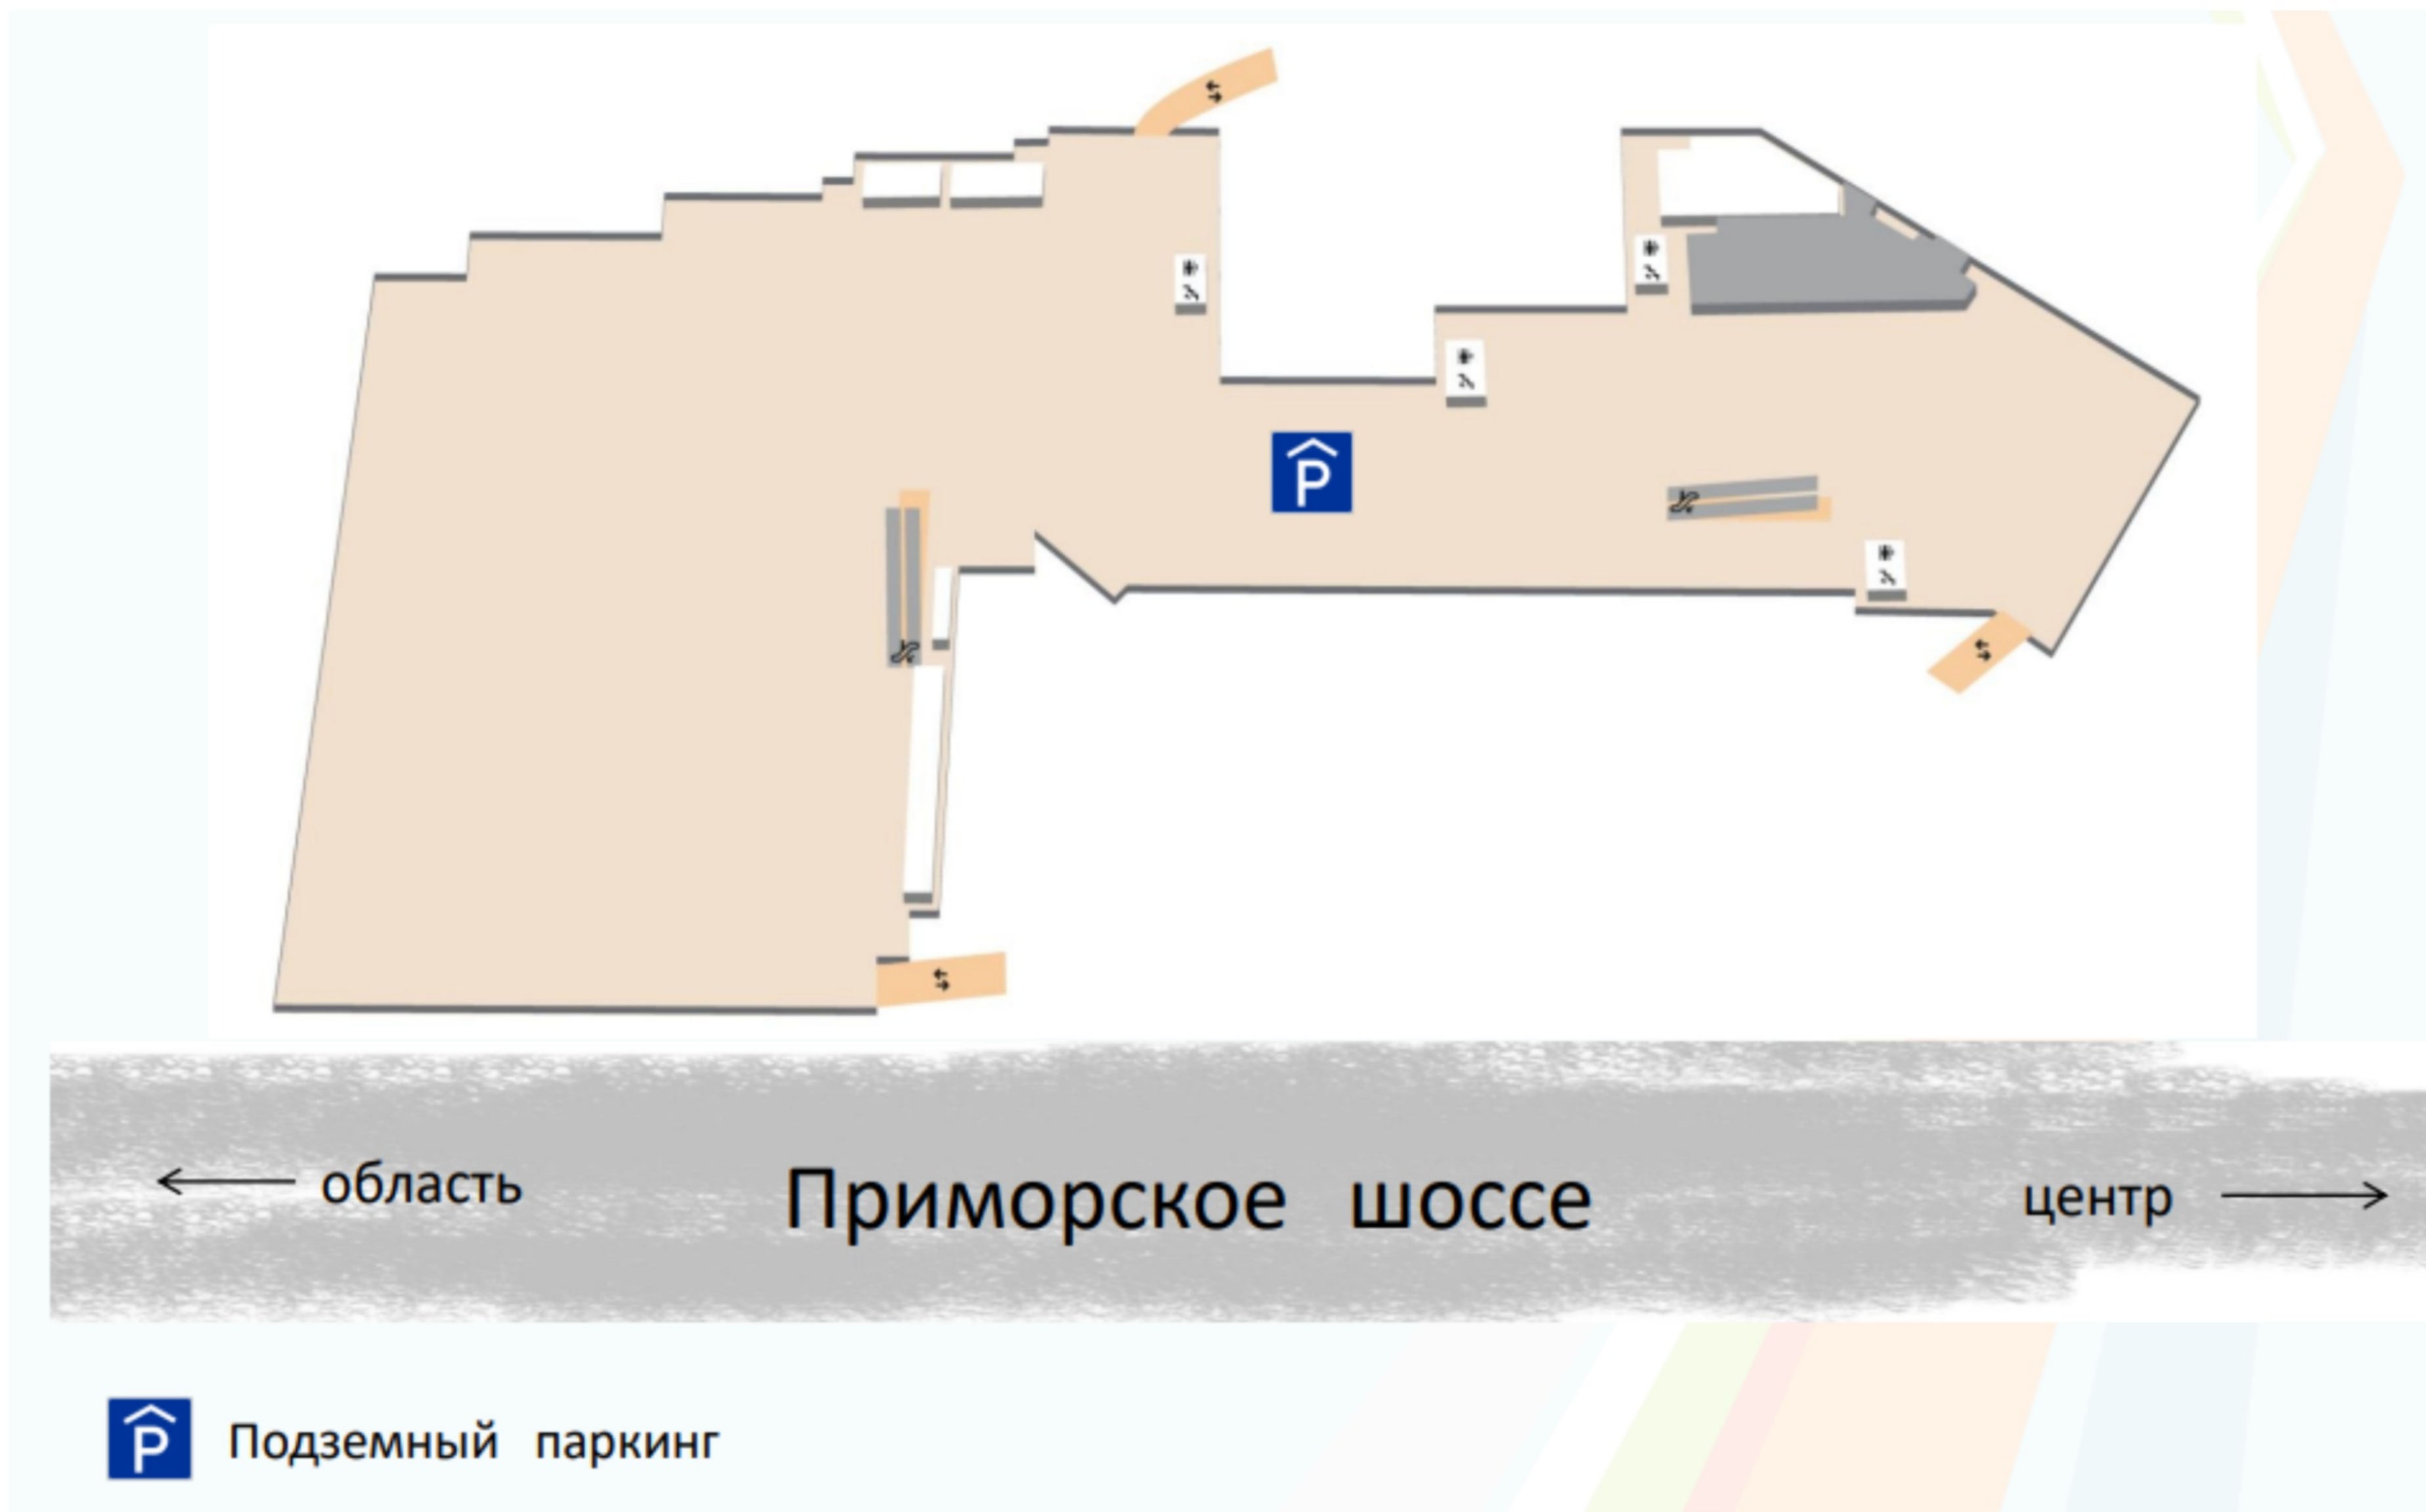 P
← область Приморское шоссе центр →
P Подземный паркинг